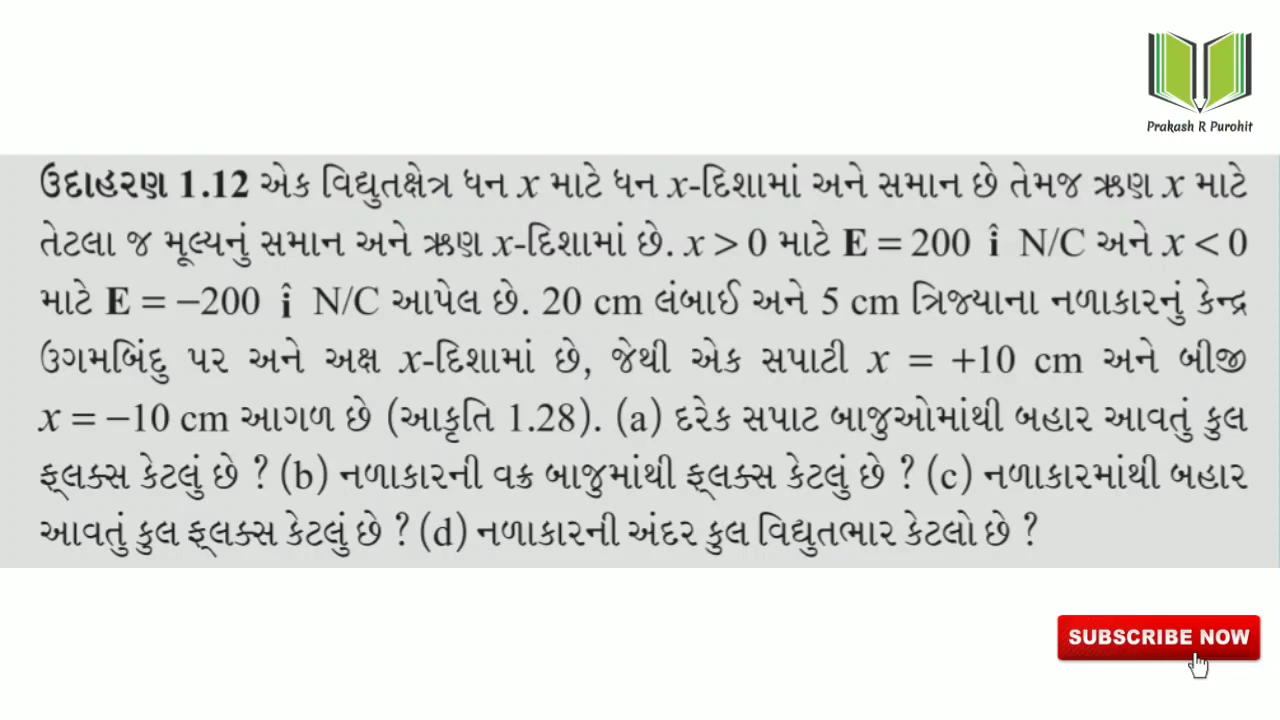 Prakash R Purohit
ઉદાહરણ 1.12 એક વિદ્યુતક્ષેત્ર ધન x માટે ધન x-દિશામાં અને સમાન છે તેમજ ઋણ x માટે
તેટલા જ મૂલ્યનું સમાન અને ઋણ x-દિશામાં છે. x > 0 માટે E = 200 î N/C અને x < 0
માટે E = −200 î N/C આપેલ છે. 20 cm લંબાઈ અને 5 cm ત્રિજ્યાના નળાકારનું કેન્દ્ર
ઉગમબિંદુ પર અને અક્ષ x-દિશામાં છે, જેથી એક સપાટી x = +10 cm અને બીજી
x = −10 cm આગળ છે (આકૃતિ 1.28). (a) દરેક સપાટ બાજુઓમાંથી બહાર આવતું કુલ
ફ્લક્સ કેટલું છે ? (b) નળાકારની વક્ર બાજુમાંથી ફ્લક્સ કેટલું છે ? (c) નળાકારમાંથી બહાર
આવતું કુલ ફ્લક્સ કેટલું છે ? (d) નળાકારની અંદર કુલ વિદ્યુતભાર કેટલો છે ?
SUBSCRIBE NOW